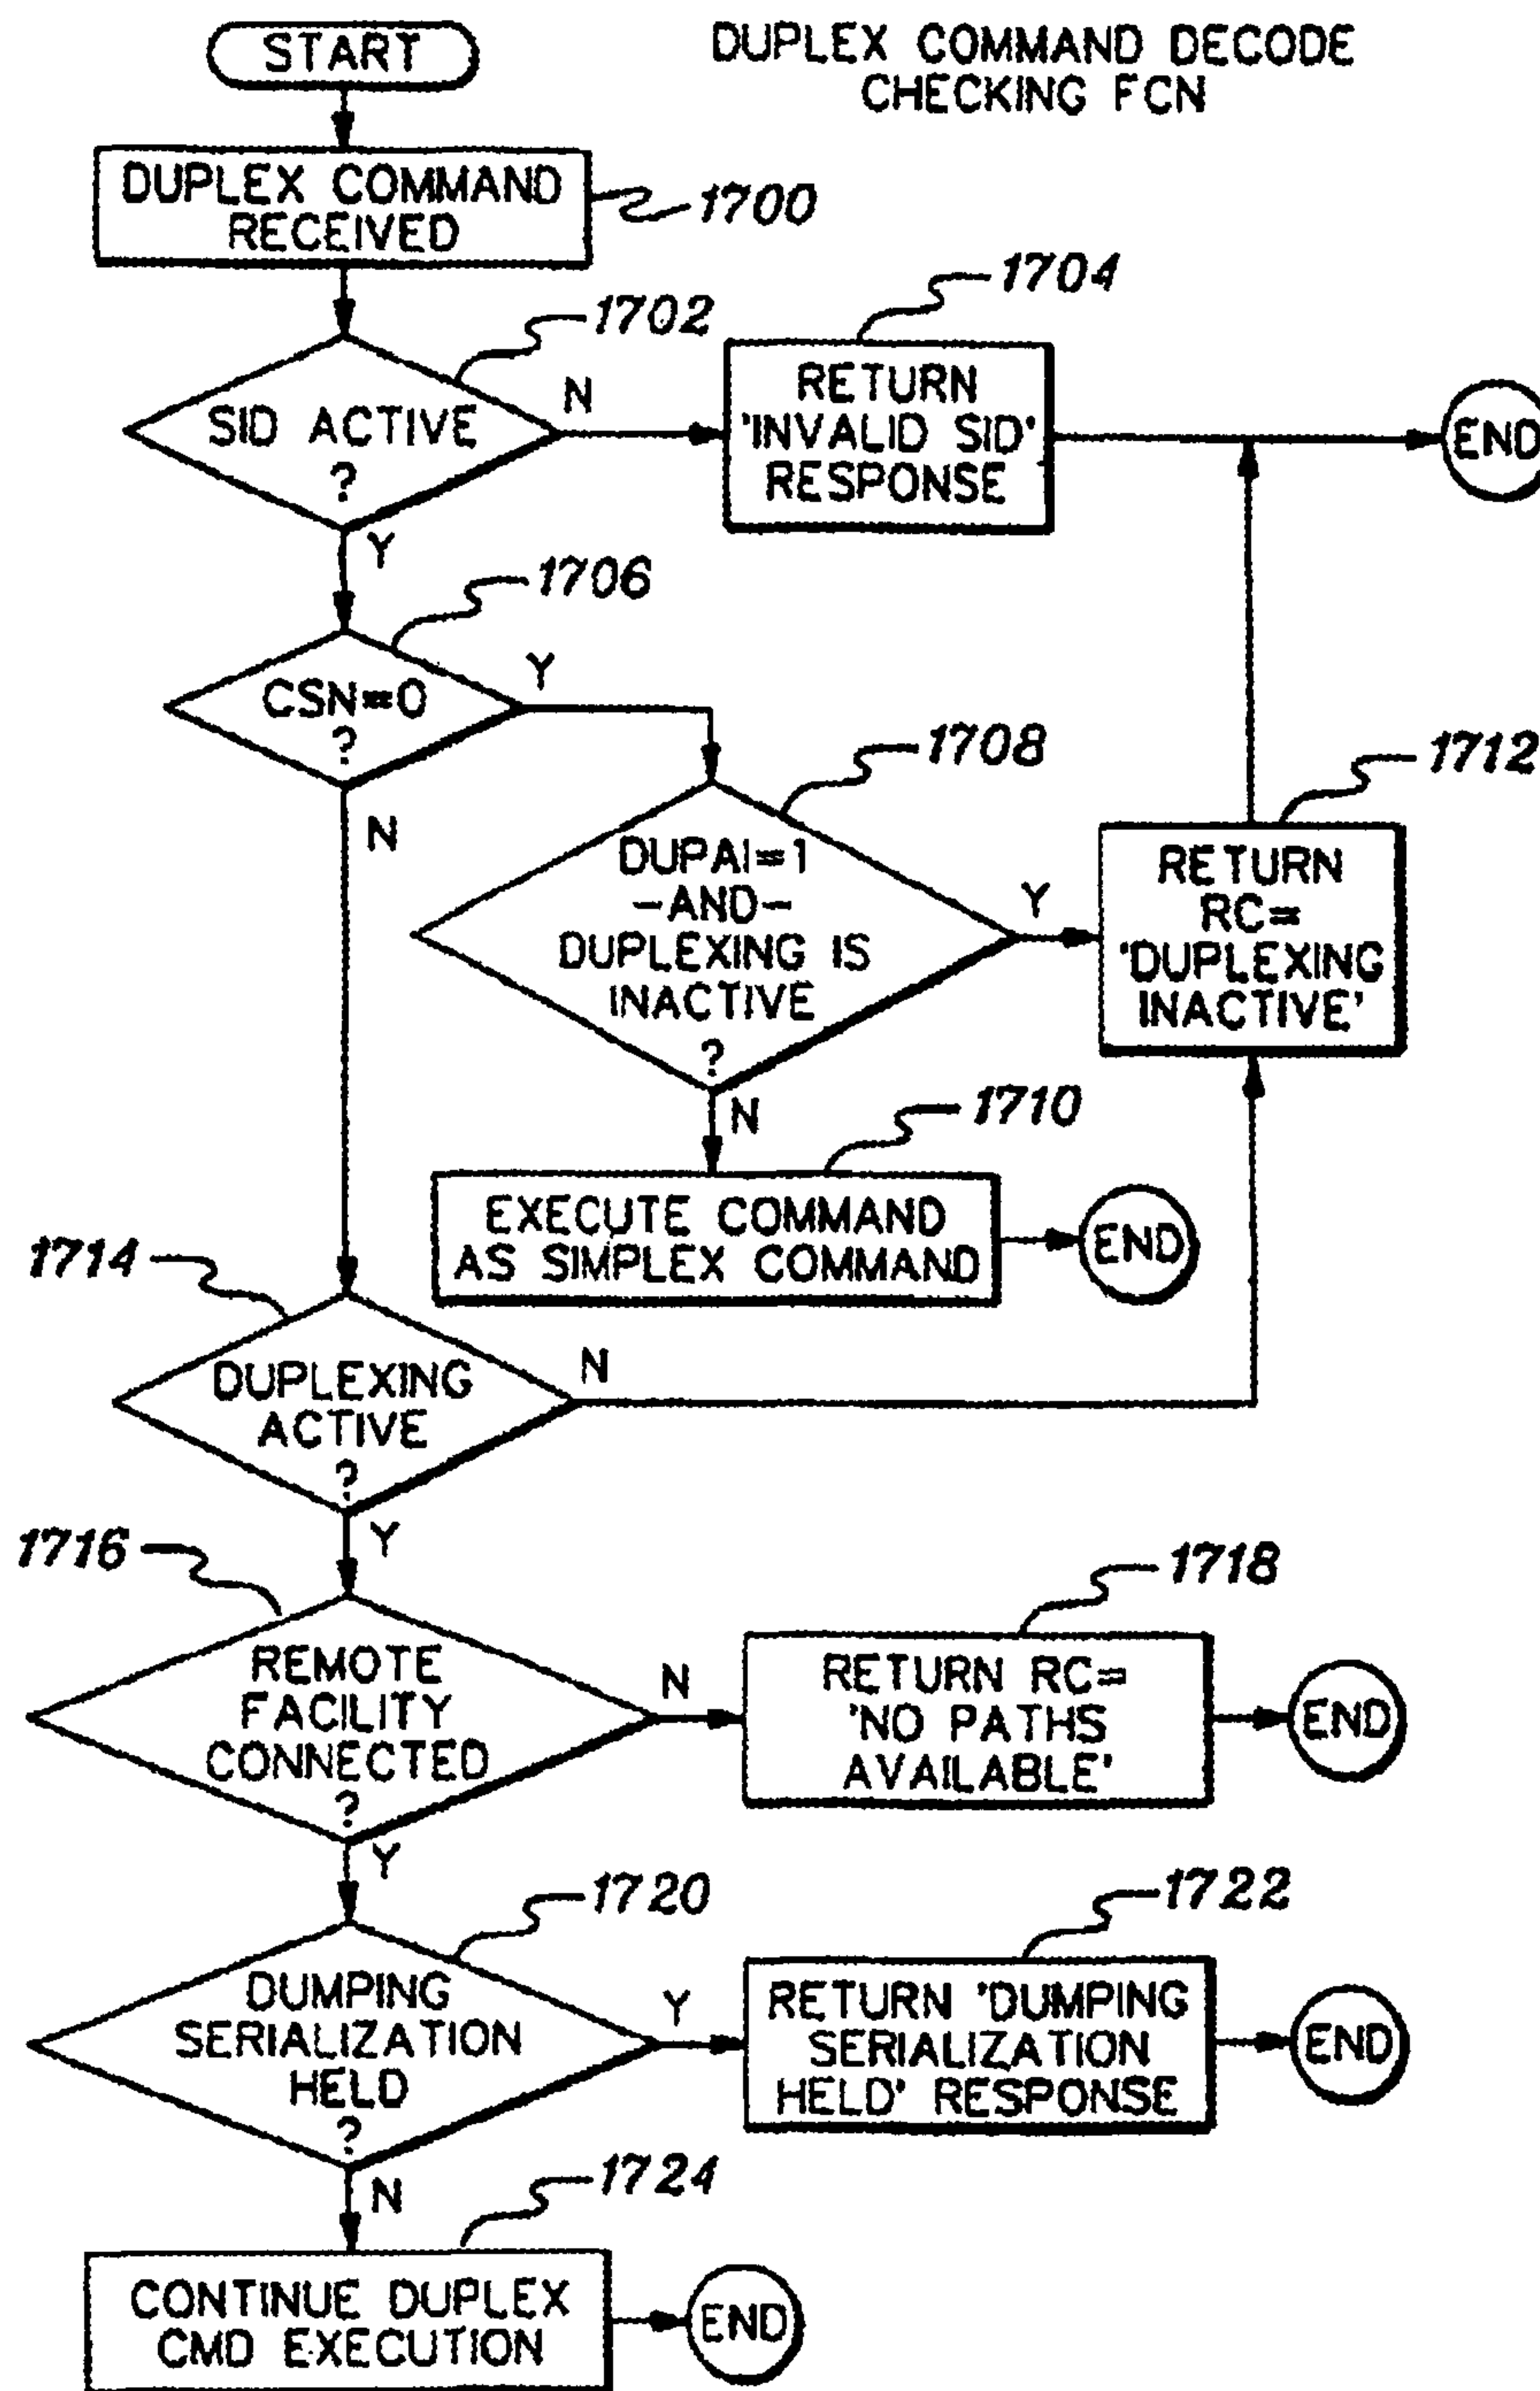 START
DUPLEX COMMAND DECODE
CHECKING FCN
DUPLEX COMMAND
RECEIVED
1700
1702
SID ACTIVE
?
N
Y
1704
RETURN
'INVALID SID'
RESPONSE
END
1706
CSN=0
?
Y
N
1708
DUPAI=1
-AND-
DUPLEXING IS
INACTIVE
?
Y
N
1712
RETURN
RC=
'DUPLEXING
INACTIVE'
1710
EXECUTE COMMAND
AS SIMPLEX COMMAND
END
1714
DUPLEXING
ACTIVE
?
N
Y
1716
REMOTE
FACILITY
CONNECTED
?
N
Y
1718
RETURN RC=
'NO PATHS
AVAILABLE'
END
1720
DUMPING
SERIALIZATION
HELD
?
Y
N
1722
RETURN 'DUMPING
SERIALIZATION
HELD' RESPONSE
END
1724
CONTINUE DUPLEX
CMD EXECUTION
END